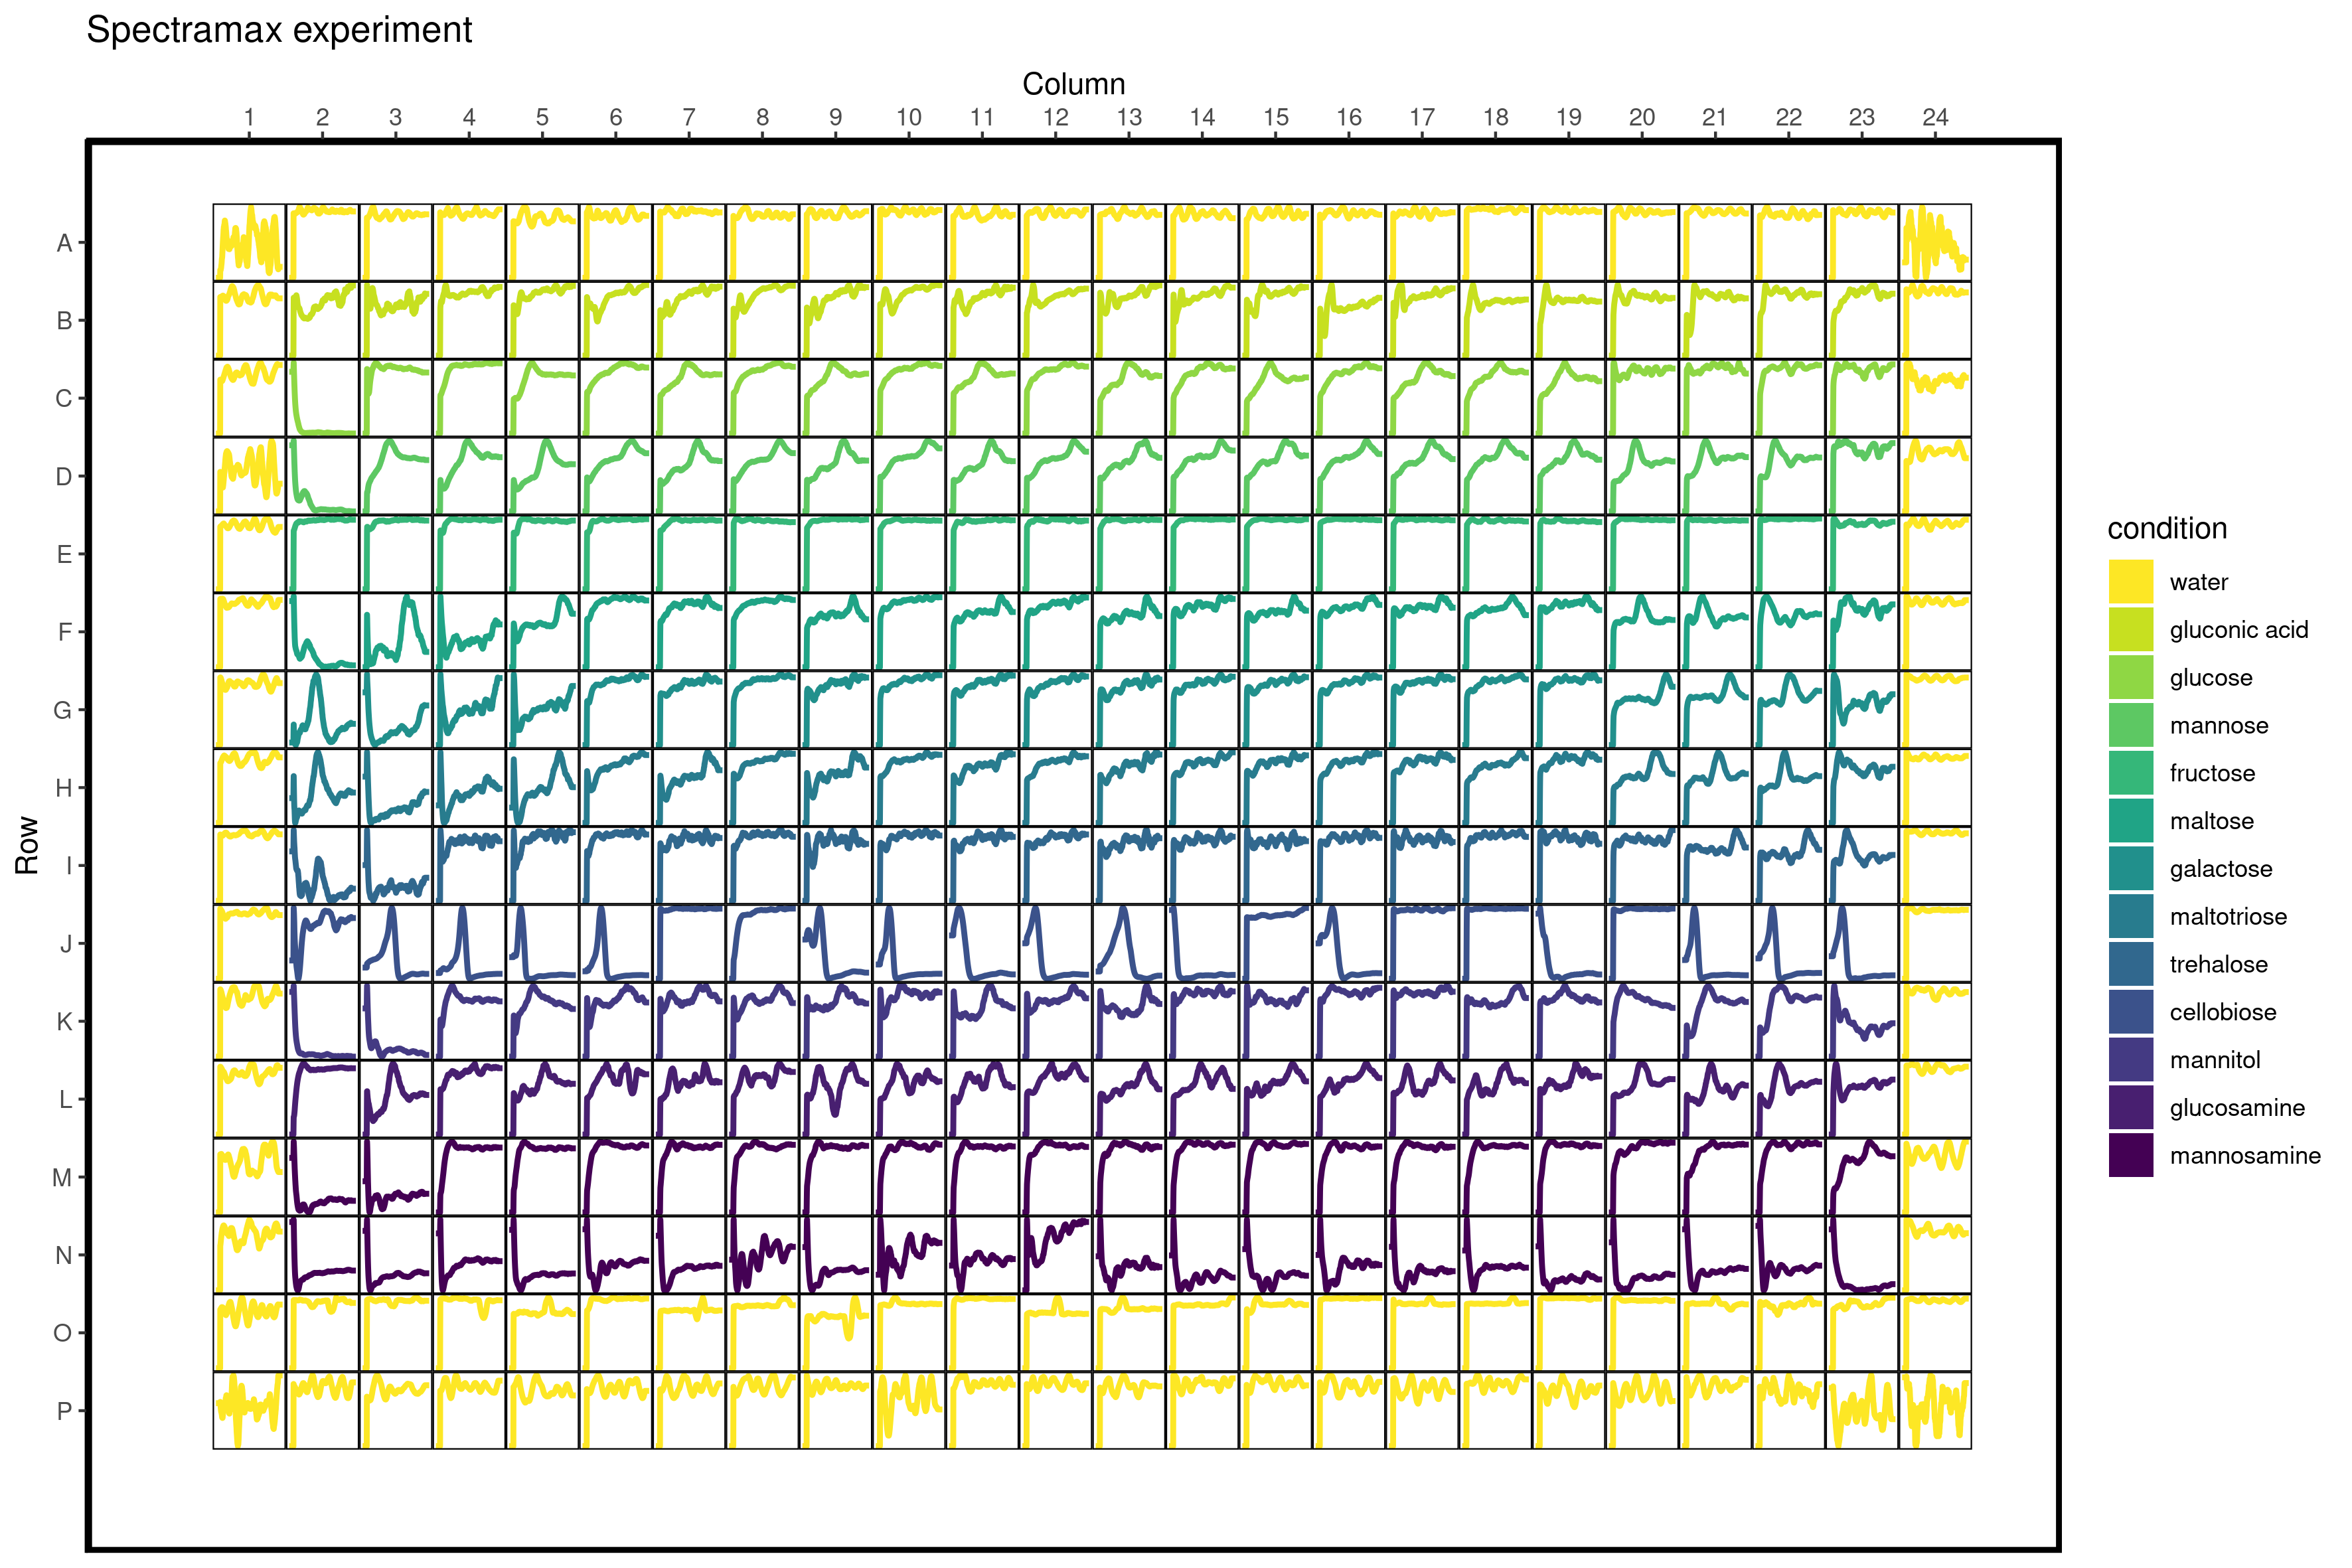 Spectramax experiment
Column
1 2 3 4 5 6 7 8 9 10 11 12 13 14 15 16 17 18 19 20 21 22 23 24
A
B
C
D
E
F
G
H
I
J
K
L
M
N
O
P
Row
condition
water
gluconic acid
glucose
mannose
fructose
maltose
galactose
maltotriose
trehalose
cellobiose
mannitol
glucosamine
mannosamine